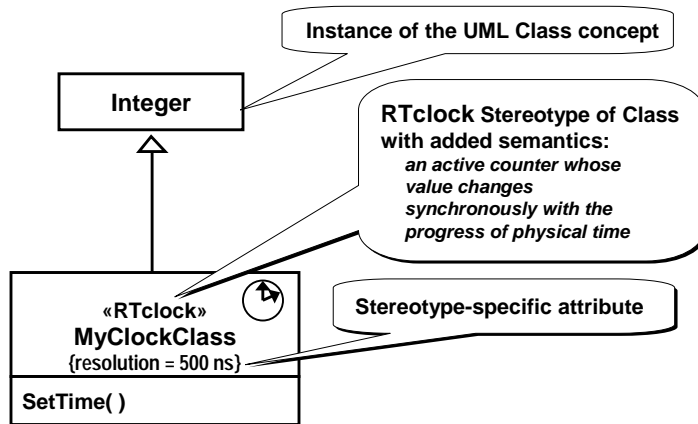 Instance of the UML Class concept
Integer
RTclock Stereotype of Class
with added semantics:
an active counter whose
value changes
synchronously with the
progress of physical time
«RTclock»
MyClockClass
{resolution = 500 ns}
Stereotype-specific attribute
SetTime( )